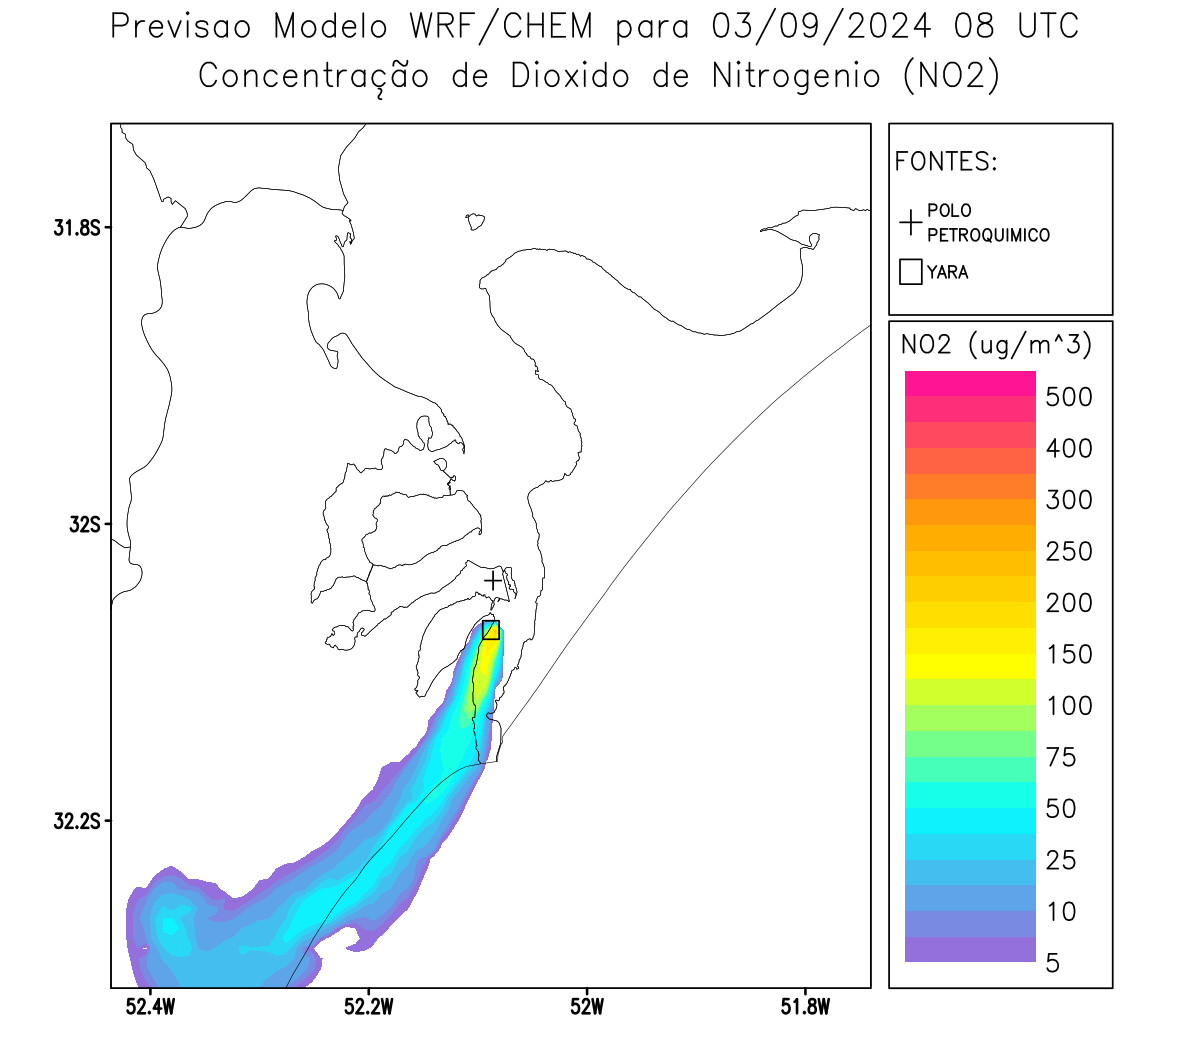 Previsao Modelo WRF/CHEM para 03/09/2024 08 UTC
Concentração de Dioxido de Nitrogenio (NO2)
FONTES:
POLO
PETROQUIMICO
YARA
NO2 (ug/m^3)
500
400
300
250
200
150
100
75
50
25
10
5
31.8S
32S
32.2S
52.4W
52.2W
52W
51.8W